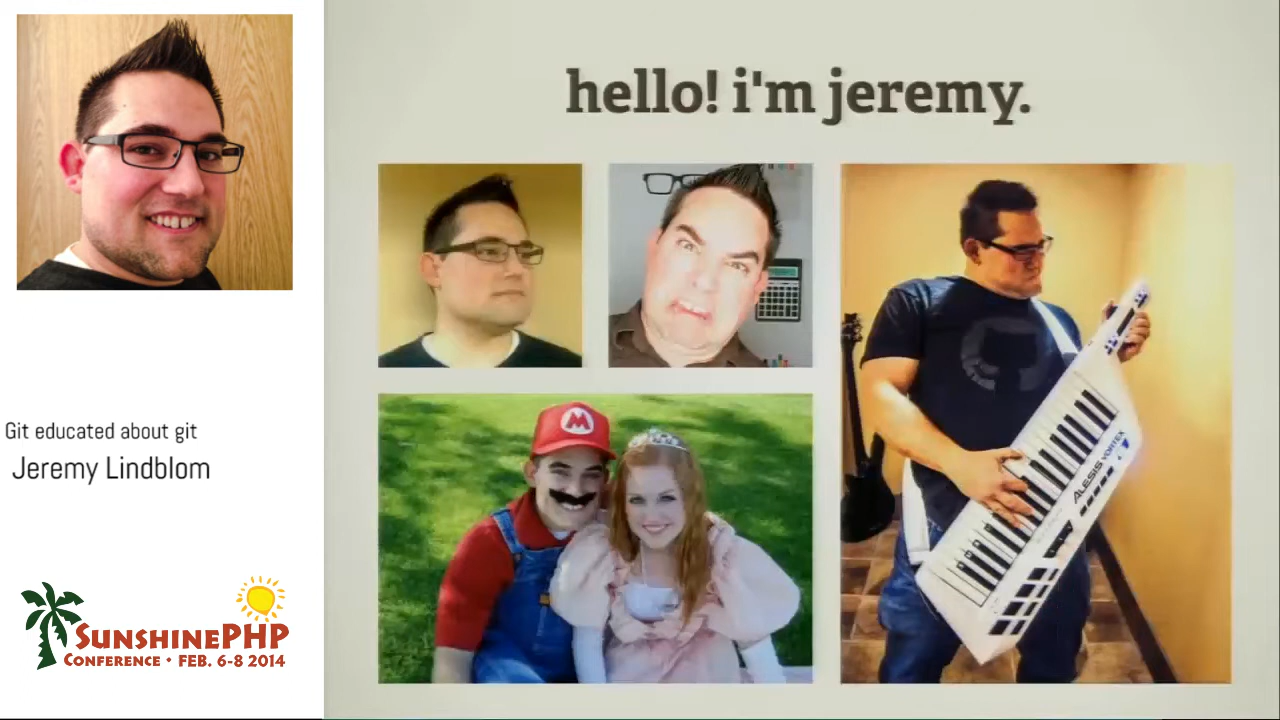 hello! i'm jeremy.
M
ALESIS VORTEX
Git educated about git
Jeremy Lindblom
SUNSHINEPHP
CONFERENCE • FEB. 6-8 2014